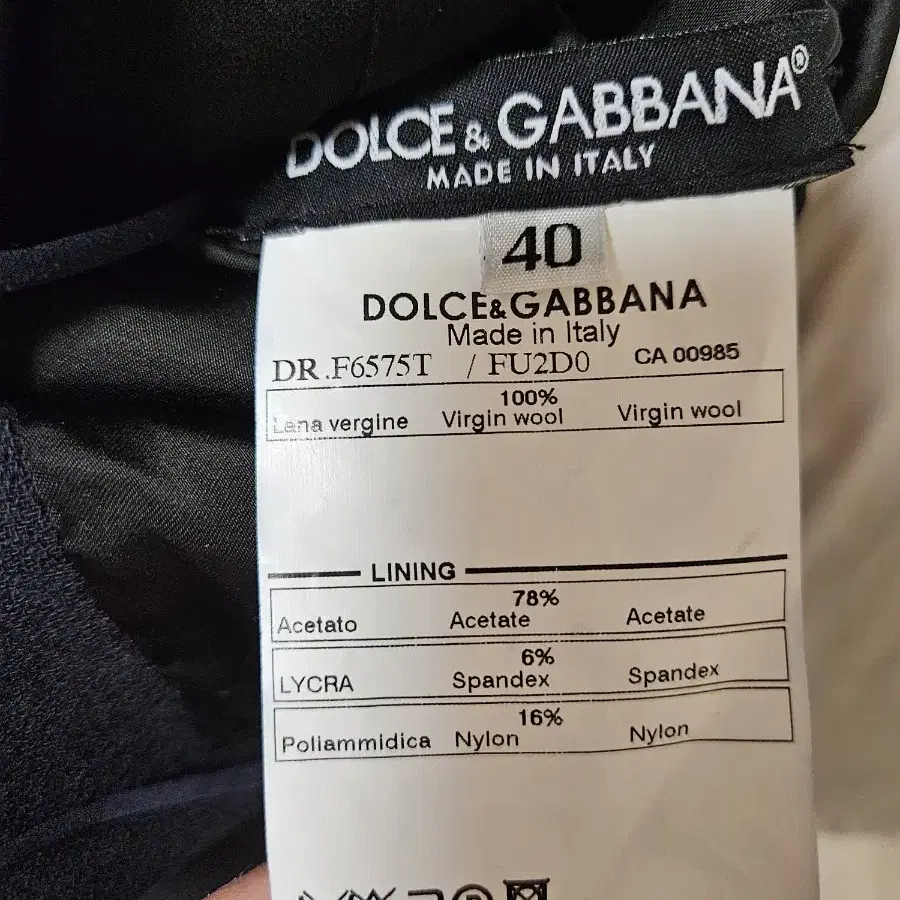 DOLCE & GABBANA®
MADE IN ITALY
40
DOLCE&GABBANA
Made in Italy
DR.F6575T / FU2D0 CA 00985
100%
Lana vergine Virgin wool Virgin wool
LINING
78%
Acetato Acetate Acetate
6%
LYCRA Spandex Spandex
16%
Poliammidica Nylon Nylon